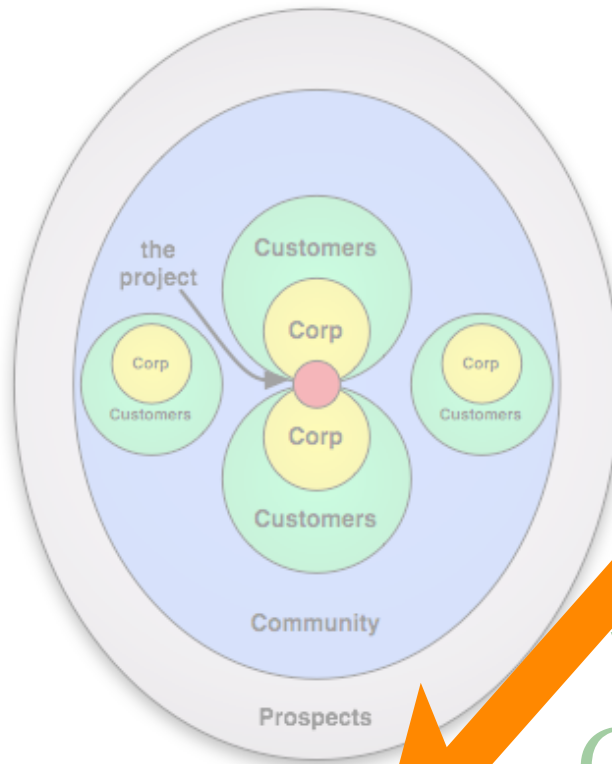 Customers
the
project
Corp
Corp
Customers
Corp
Customers
Corp
Customers
Community
Prospects